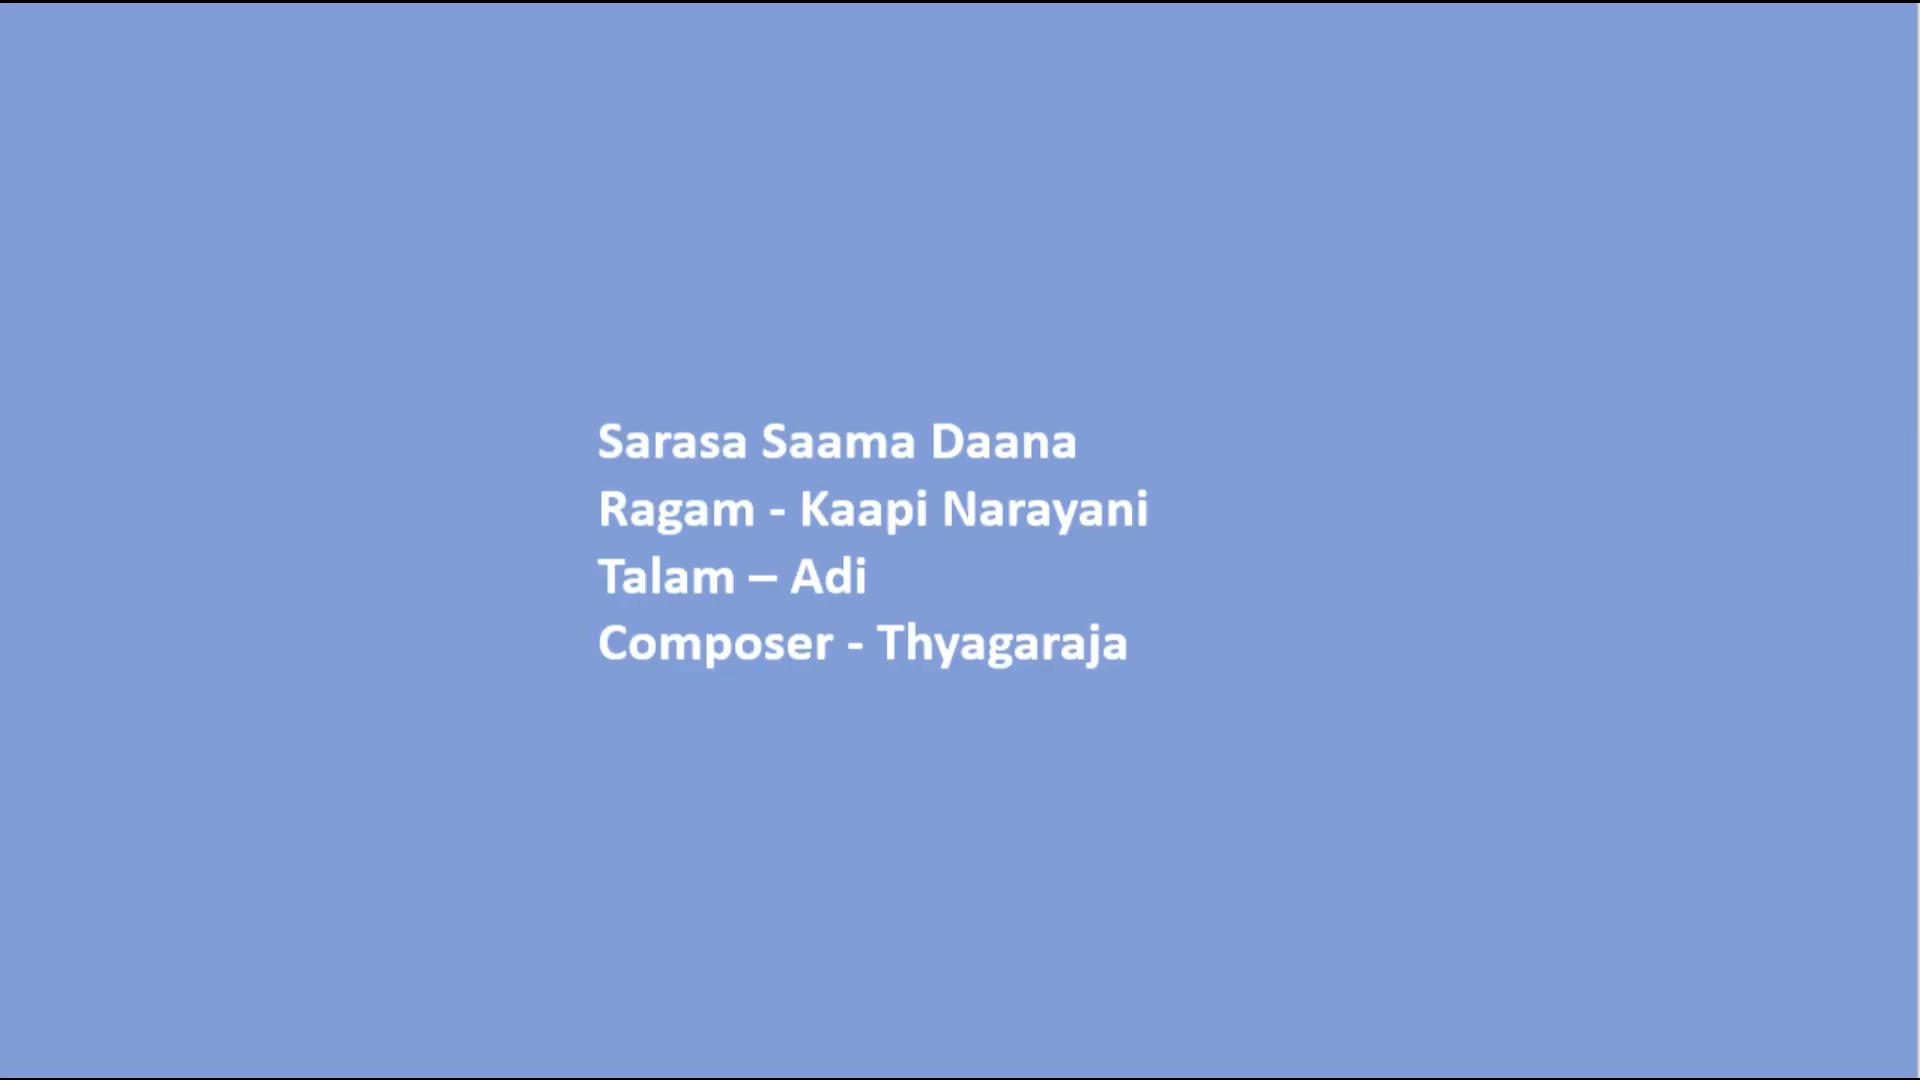 Sarasa Saama Daana
Ragam - Kaapi Narayani
Talam – Adi
Composer - Thyagaraja